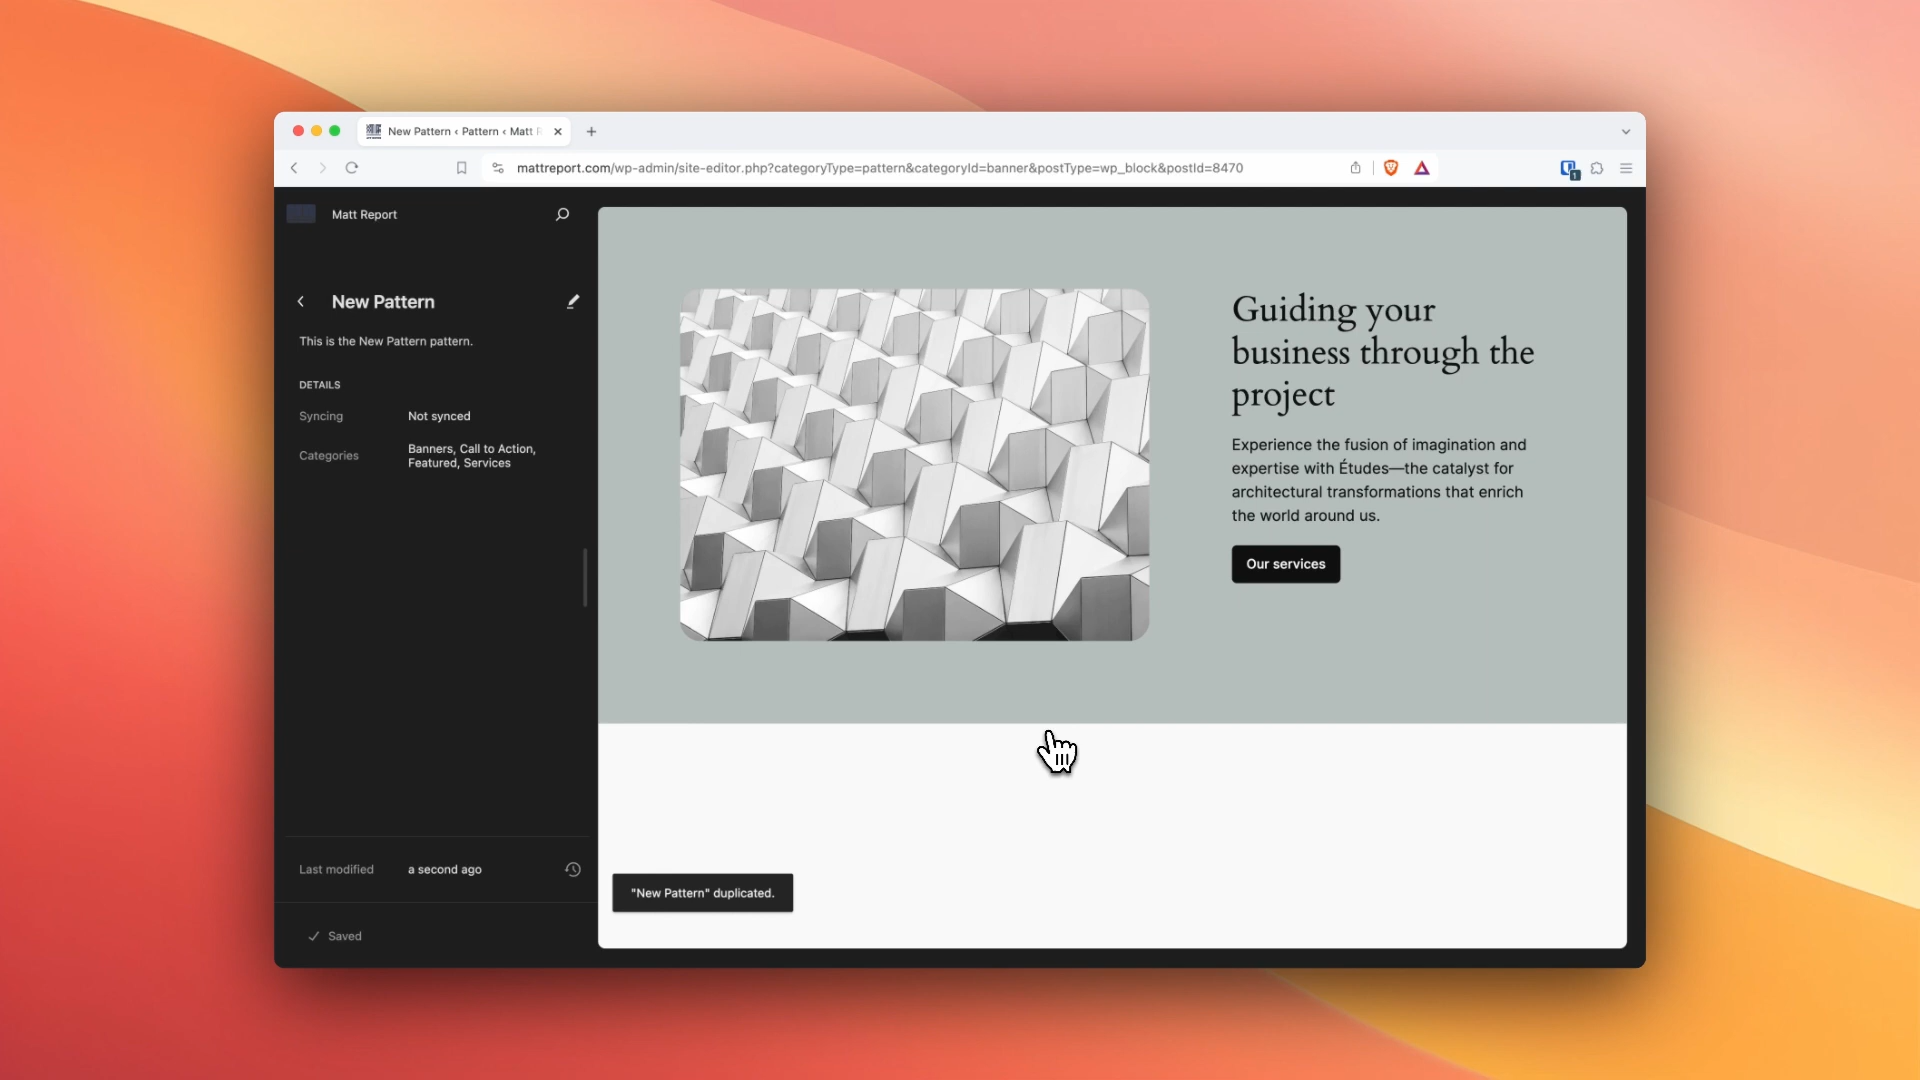 New Pattern ‹ Pattern ‹ Matt R
mattreport.com/wp-admin/site-editor.php?categoryType=pattern&categoryId=banner&postType=wp_block&postId=8470
1
Matt Report
New Pattern
This is the New Pattern pattern.
DETAILS
Syncing Not synced
Categories Banners, Call to Action,
Featured, Services
Last modified a second ago
Saved
Guiding your
business through the
project
Experience the fusion of imagination and
expertise with Études—the catalyst for
architectural transformations that enrich
the world around us.
Our services
"New Pattern" duplicated.